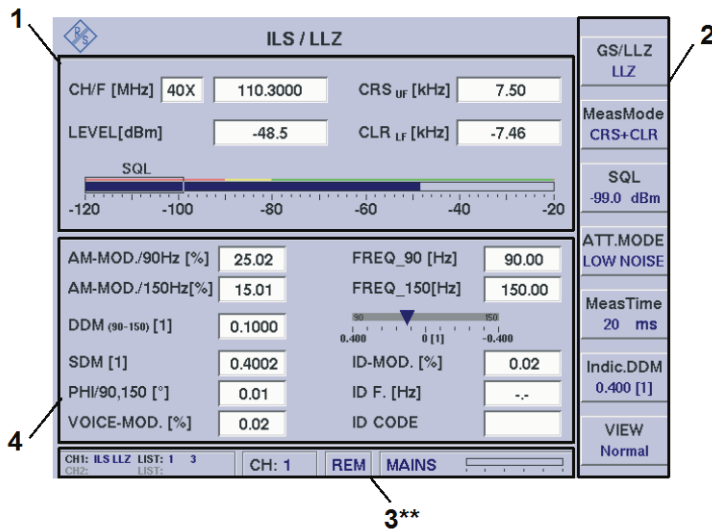 1
R S
ILS / LLZ
2
CH/F [MHz] 40X 110.3000 CRS UF [kHz] 7.50
LEVEL[dBm] -48.5 CLR LF [kHz] -7.46
SQL
-120 -100 -80 -60 -40 -20
AM-MOD./90Hz [%] 25.02 FREQ_90 [Hz] 90.00
AM-MOD./150Hz[%] 15.01 FREQ_150[Hz] 150.00
DDM (90-150) [1] 0.1000 90 150
0.400 0 [1] -0.400
SDM [1] 0.4002 ID-MOD. [%] 0.02
PHI/90,150 [°] 0.01 ID F. [Hz] -.-
VOICE-MOD. [%] 0.02 ID CODE
4
CH1: ILS LLZ LIST: 1 3
CH2: LIST:
CH: 1 REM MAINS
3**
GS/LLZ
LLZ
MeasMode
CRS+CLR
SQL
-99.0 dBm
ATT.MODE
LOW NOISE
MeasTime
20 ms
Indic.DDM
0.400 [1]
VIEW
Normal